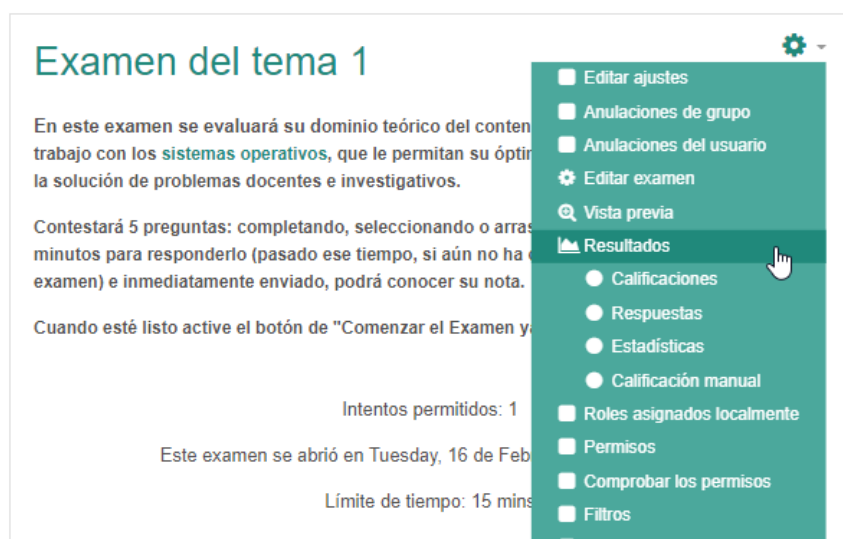 Examen del tema 1
En este examen se evaluará su dominio teórico del conten
trabajo con los sistemas operativos, que le permitan su óptir
la solución de problemas docentes e investigativos.
Contestará 5 preguntas: completando, seleccionando o arras
minutos para responderlo (pasado ese tiempo, si aún no ha
examen) e inmediatamente enviado, podrá conocer su nota.
Cuando esté listo active el botón de "Comenzar el Examen ya
Intentos permitidos: 1
Este examen se abrió en Tuesday, 16 de Feb
Límite de tiempo: 15 mins
Editar ajustes
Anulaciones de grupo
Anulaciones del usuario
Editar examen
Vista previa
Resultados
Calificaciones
Respuestas
Estadísticas
Calificación manual
Roles asignados localmente
Permisos
Comprobar los permisos
Filtros